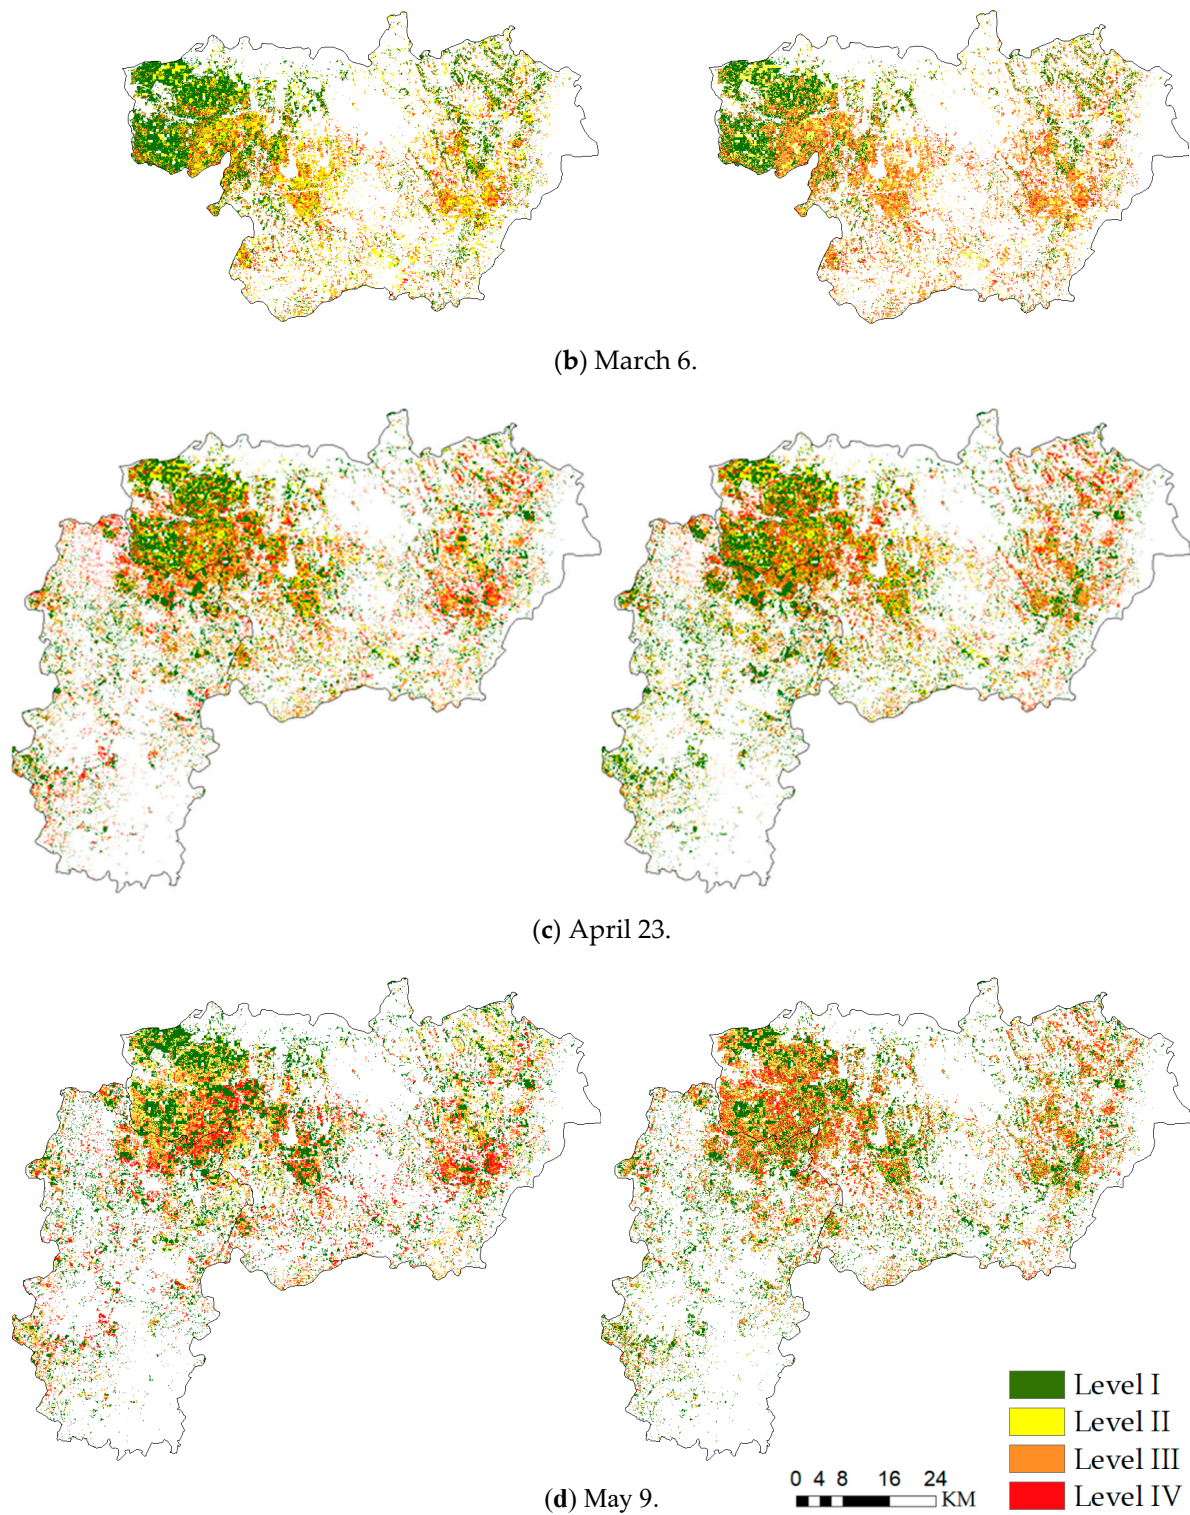 (b) March 6.
(c) April 23.
Level I
Level II
Level III
Level IV
0 4 8 16 24
KM
(d) May 9.